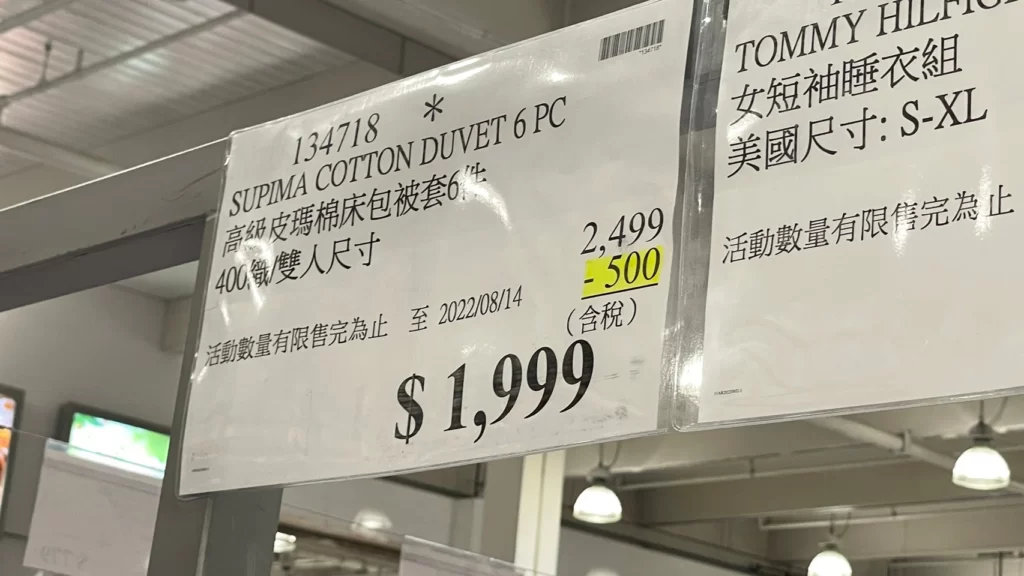 *134718*
134718 *
SUPIMA COTTON DUVET 6 PC
高級皮瑪棉床包被套6件
400織/雙人尺寸
2,499
- 500
活動數量有限售完為止 至 2022/08/14
(含稅)
$ 1,999
TOMMY
女短袖睡衣組
美國尺寸: S-XL
活動數量有限售完為止